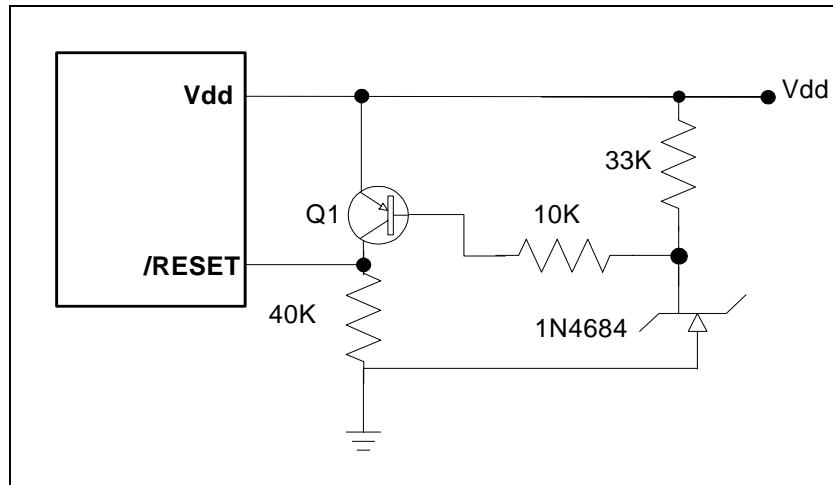 Vdd
Vdd
33K
Q1
10K
/RESET
40K
1N4684